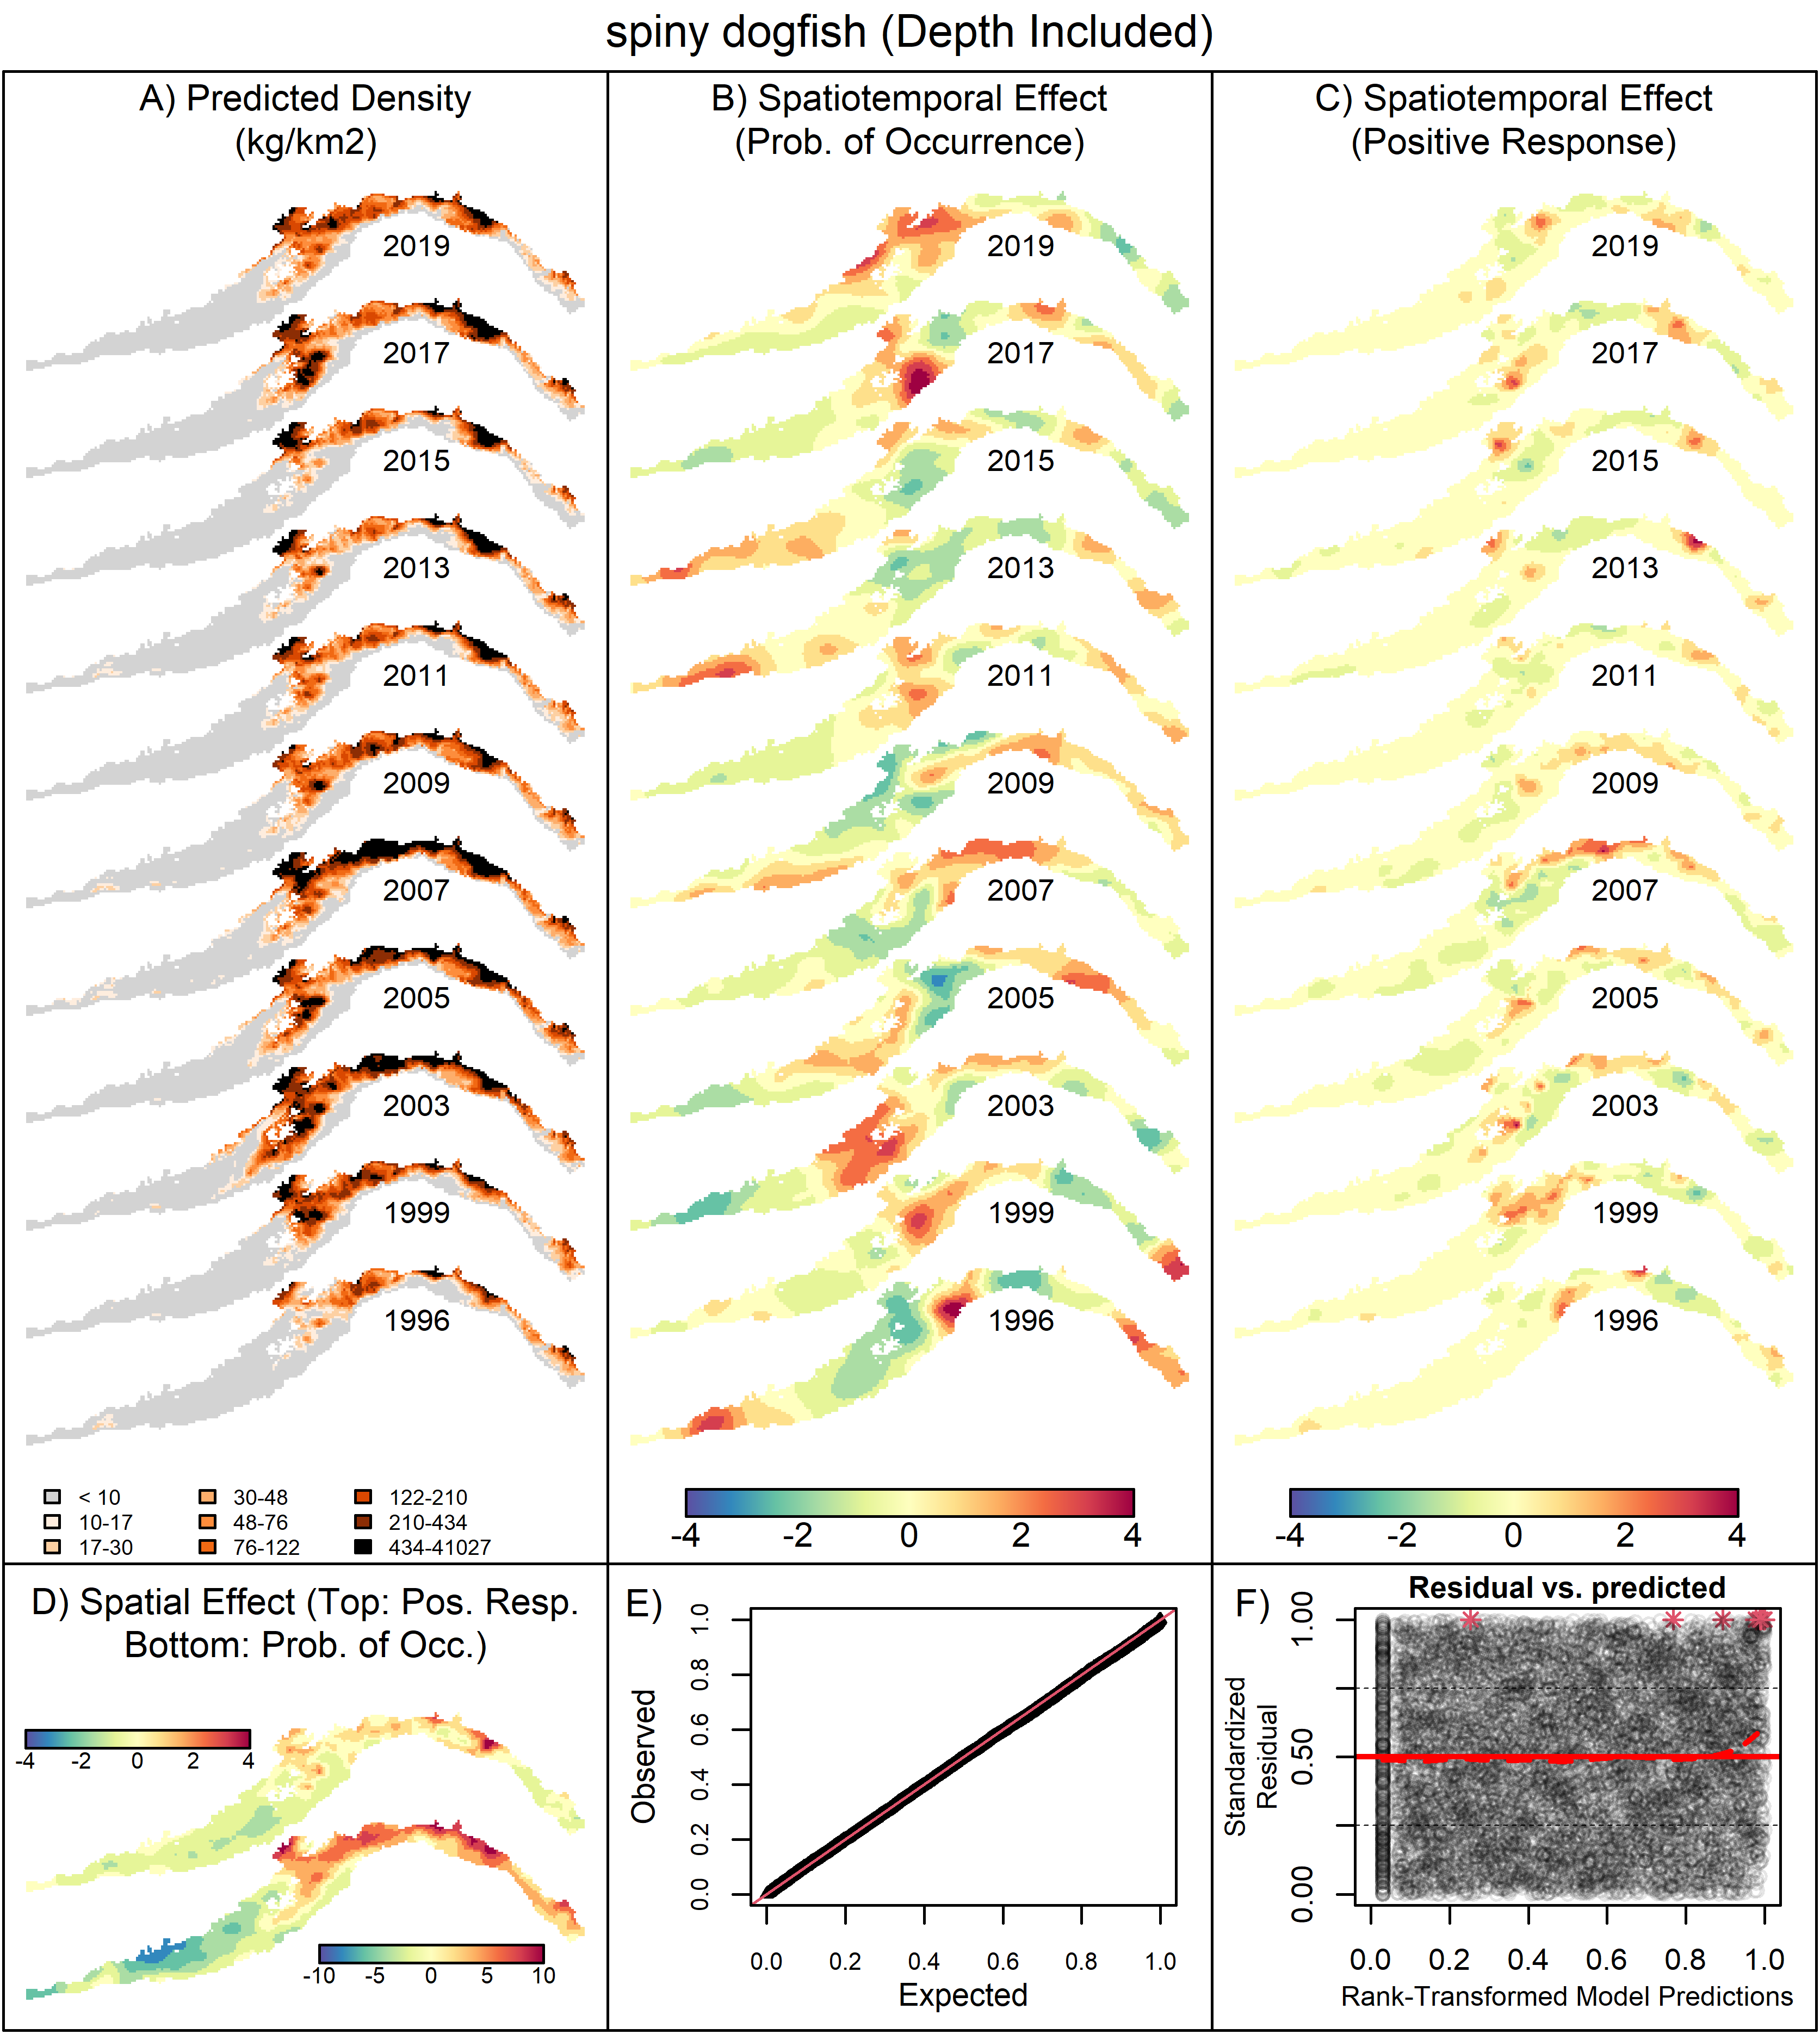 spiny dogfish (Depth Included)
A) Predicted Density
(kg/km2)
2019
2017
2015
2013
2011
2009
2007
2005
2003
1999
1996
< 10
30-48
122-210
10-17
48-76
210-434
17-30
76-122
434-41027
B) Spatiotemporal Effect
(Prob. of Occurrence)
2019
2017
2015
2013
2011
2009
2007
2005
2003
1999
1996
-4 -2 0 2 4
C) Spatiotemporal Effect
(Positive Response)
2019
2017
2015
2013
2011
2009
2007
2005
2003
1999
1996
-4 -2 0 2 4
D) Spatial Effect (Top: Pos. Resp.
Bottom: Prob. of Occ.)
-4 -2 0 2 4
-10 -5 0 5 10
E)
Observed
1.0
0.8
0.6
0.4
0.2
0.0
0.0 0.2 0.4 0.6 0.8 1.0
Expected
F)
Residual vs. predicted
Standardized
Residual
1.00
0.50
0.00
0.0 0.2 0.4 0.6 0.8 1.0
Rank-Transformed Model Predictions